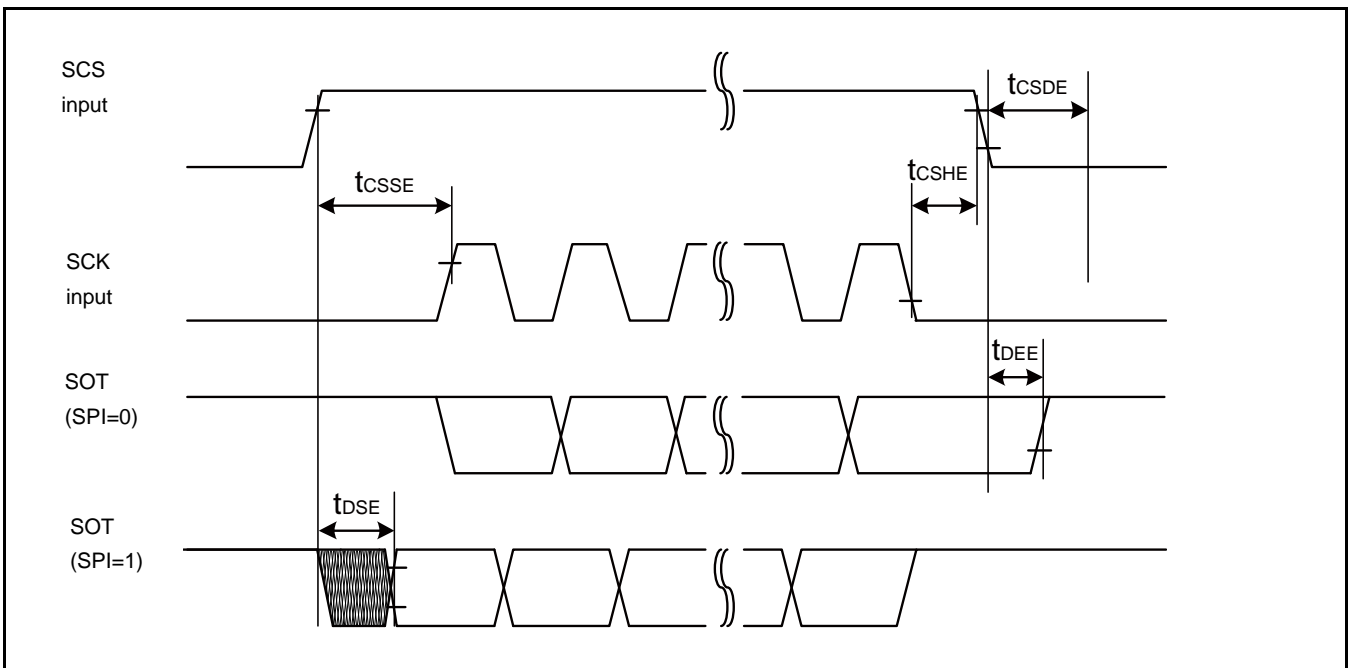 SCS
input
tCSDE
tCSHE
tCSSE
SCK
input
tDEE
SOT
(SPI=0)
tDSE
SOT
(SPI=1)